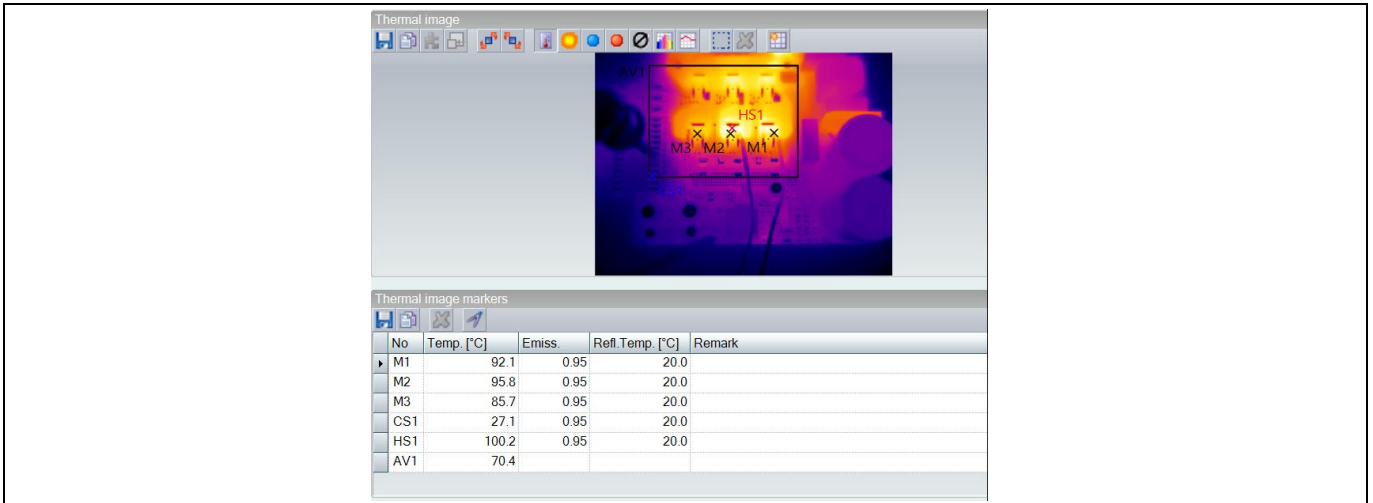 Thermal image
AV1
HS1
M3 M2 M1
CS1
Thermal image markers
No Temp. [°C] Emiss. Refl.Temp. [°C] Remark
M1 92.1 0.95 20.0
M2 95.8 0.95 20.0
M3 85.7 0.95 20.0
CS1 27.1 0.95 20.0
HS1 100.2 0.95 20.0
AV1 70.4